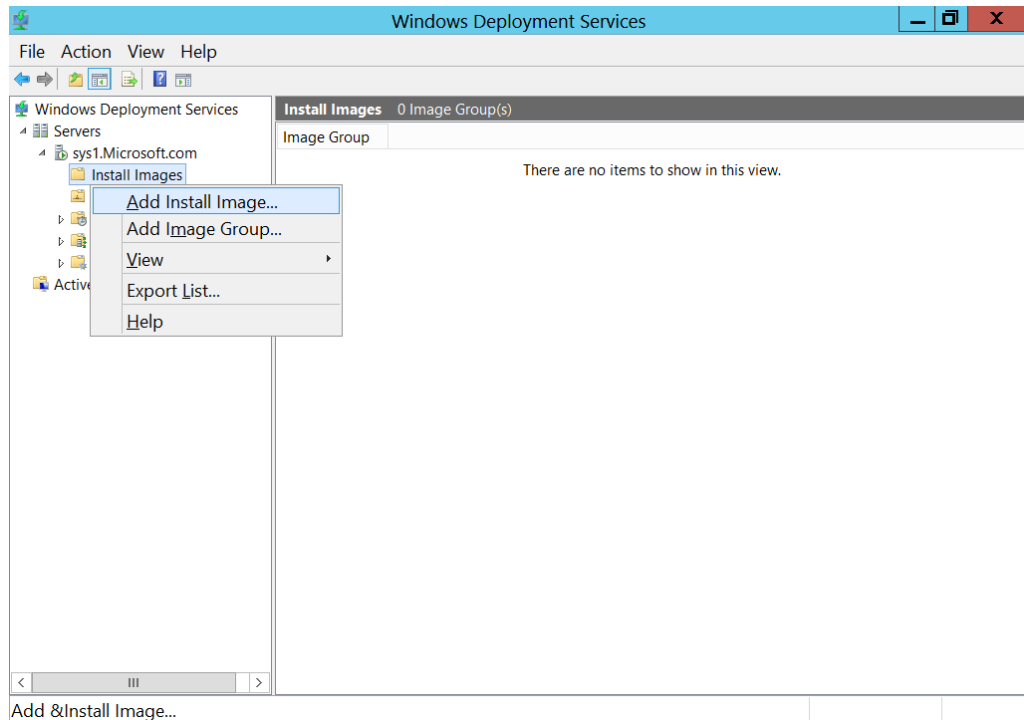 Windows Deployment Services
File Action View Help
Windows Deployment Services
Servers
sys1.Microsoft.com
Install Images
Active
Add Install Image...
Add Image Group...
View
Export List...
Help
Install Images 0 Image Group(s)
Image Group
There are no items to show in this view.
Add &Install Image...